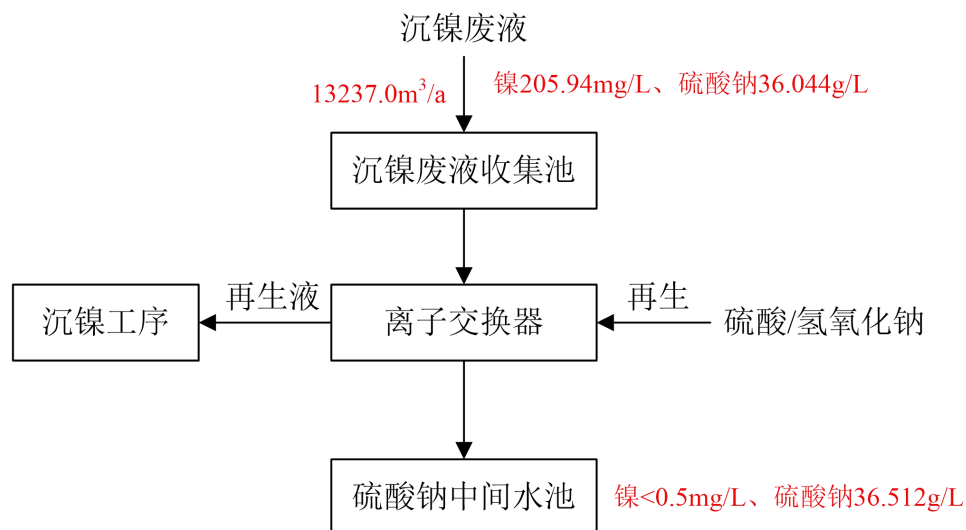 沉镍废液
13237.0m³/a
镍205.94mg/L、硫酸钠36.044g/L
沉镍废液收集池
沉镍工序
再生液
离子交换器
再生
硫酸/氢氧化钠
硫酸钠中间水池
镍<0.5mg/L、硫酸钠36.512g/L